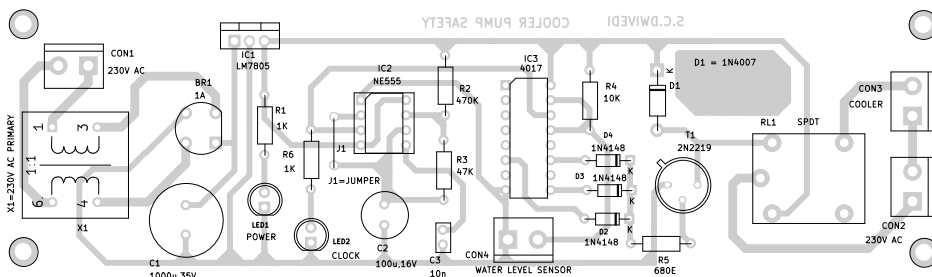 COOLER PUMP SAFETY
S.C.DWIVEDI
CON1
230V AC
IC1
LM7805
BR1
1A
IC2
NE555
IC3
4017
R2
470K
R4
10K
K
D1
D1 = 1N4007
CON3
COOLER
R1
1K
R6
1K
J1
J1=JUMPER
R3
47K
D4
1N4148
K
D3
1N4148
K
D2
1N4148
K
T1
2N2219
RL1
SPDT
X1=230V AC PRIMARY
1
3
1:1
6
4
X1
C1
1000u,35V
LED1
POWER
LED2
CLOCK
C2
100u,16V
C3
10n
CON4
WATER LEVEL SENSOR
R5
680E
CON2
230V AC